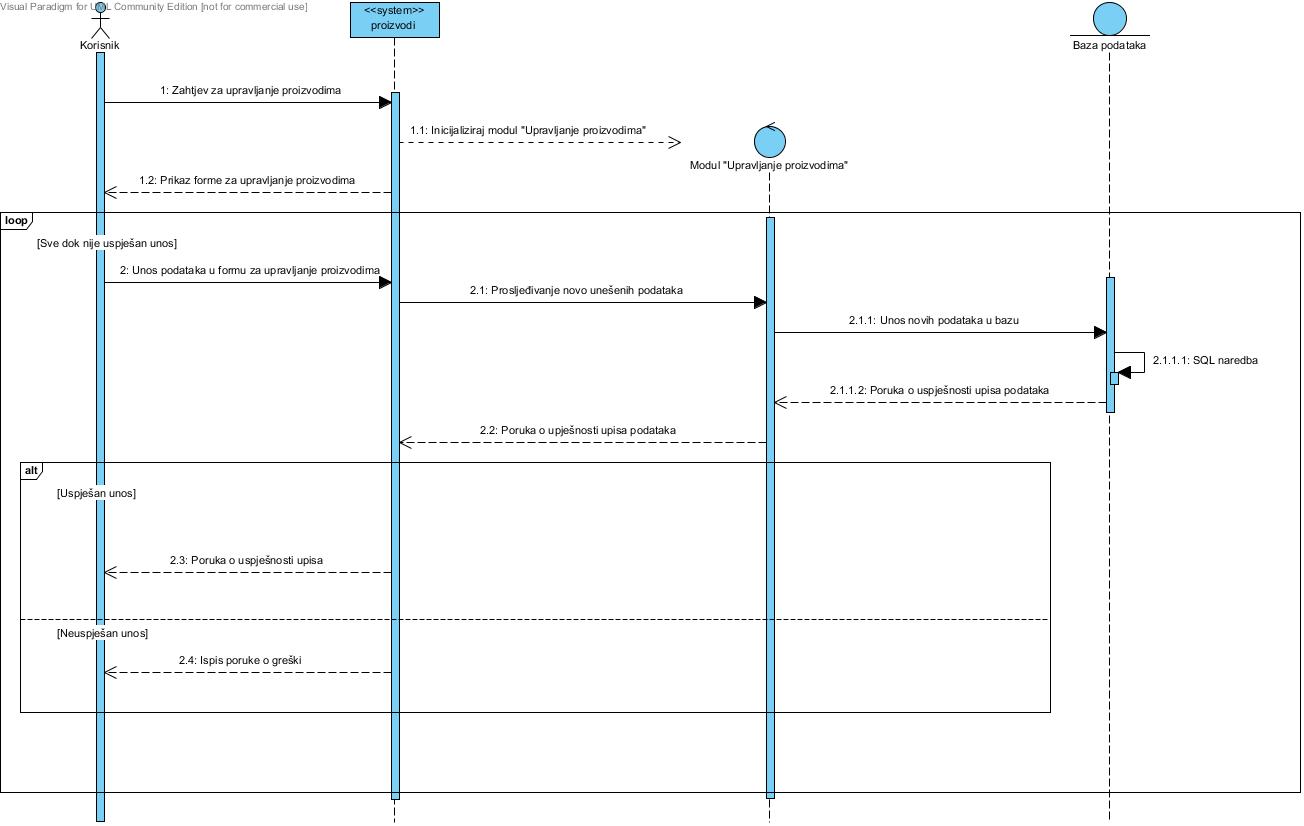 Visual Paradigm for UML Community Edition [not for commercial use]
<<system>>
proizvodi
Korisnik
Baza podataka
1: Zahtjev za upravljanje proizvodima
1.1: Inicijaliziraj modul "Upravljanje proizvodima"
Modul "Upravljanje proizvodima"
1.2: Prikaz forme za upravljanje proizvodima
loop
[Sve dok nije uspješan unos]
2: Unos podataka u formu za upravljanje proizvodima
2.1: Prosljeđivanje novo unešenih podataka
2.1.1: Unos novih podataka u bazu
2.1.1.1: SQL naredba
2.1.1.2: Poruka o uspješnosti upisa podataka
2.2: Poruka o upješnosti upisa podataka
alt
[Uspješan unos]
2.3: Poruka o uspješnosti upisa
[Neuspješan unos]
2.4: Ispis poruke o greški